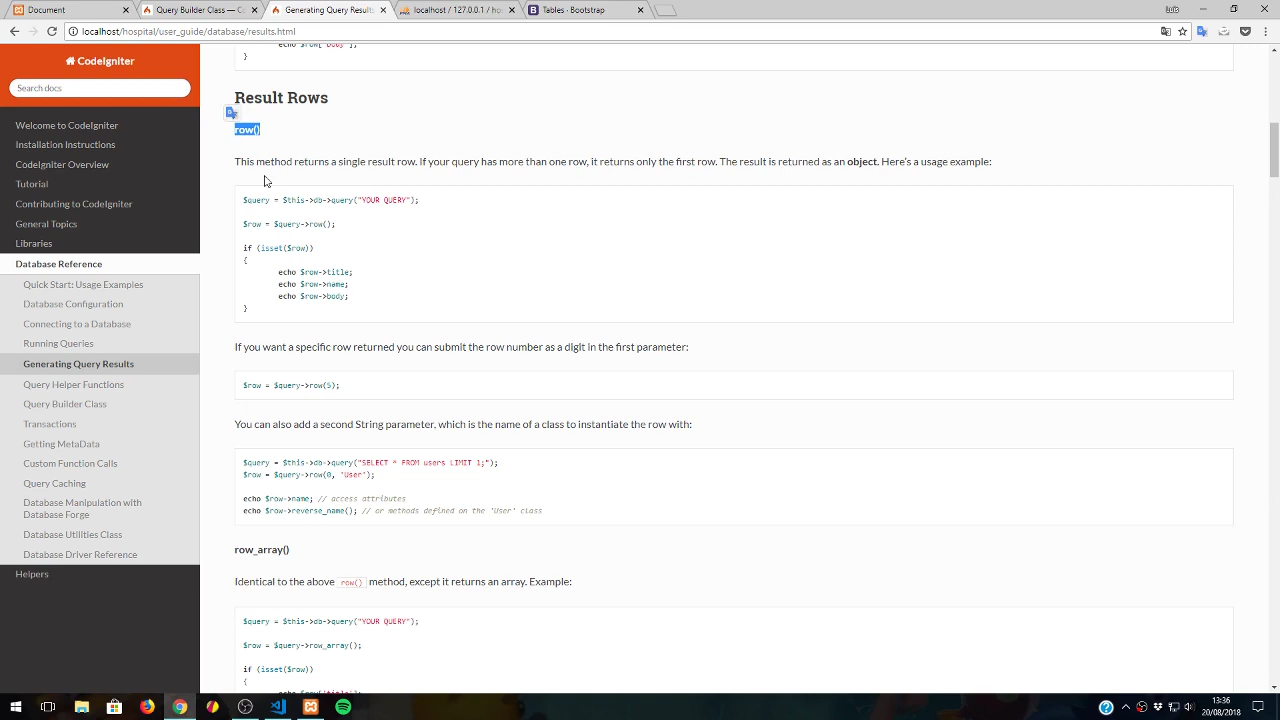 Document
Query Builder Class — Co
Generating Query Results
localhost / 127.0.0.1 / ho
Tables · Bootstrap
localhost/hospital/user_guide/database/results.html
CodeIgniter
Search docs
Welcome to CodeIgniter
Installation Instructions
CodeIgniter Overview
Tutorial
Contributing to CodeIgniter
General Topics
Libraries
Database Reference
Quick Start: Usage Examples
Database Configuration
Connecting to a Database
Running Queries
Generating Query Results
Query Helper Functions
Query Builder Class
Transactions
Getting MetaData
Custom Function Calls
Query Caching
Database Manipulation with
Database Forge
Database Utilities Class
Database Driver Reference
Helpers
echo $row['body'];
}
Result Rows
row()
This method returns a single result row. If your query has more than one row, it returns only the first row. The result is returned as an object. Here's a usage example:
$query = $this->db->query("YOUR QUERY");
$row = $query->row();
if (isset($row))
{
echo $row->title;
echo $row->name;
echo $row->body;
}
If you want a specific row returned you can submit the row number as a digit in the first parameter:
$row = $query->row(5);
You can also add a second String parameter, which is the name of a class to instantiate the row with:
$query = $this->db->query("SELECT * FROM users LIMIT 1;");
$row = $query->row(0, 'User');
echo $row->name; // access attributes
echo $row->reverse_name(); // or methods defined on the 'User' class
row_array()
Identical to the above row() method, except it returns an array. Example:
$query = $this->db->query("YOUR QUERY");
$row = $query->row_array();
if (isset($row))
{
echo $row['title'];
13:36
20/08/2018